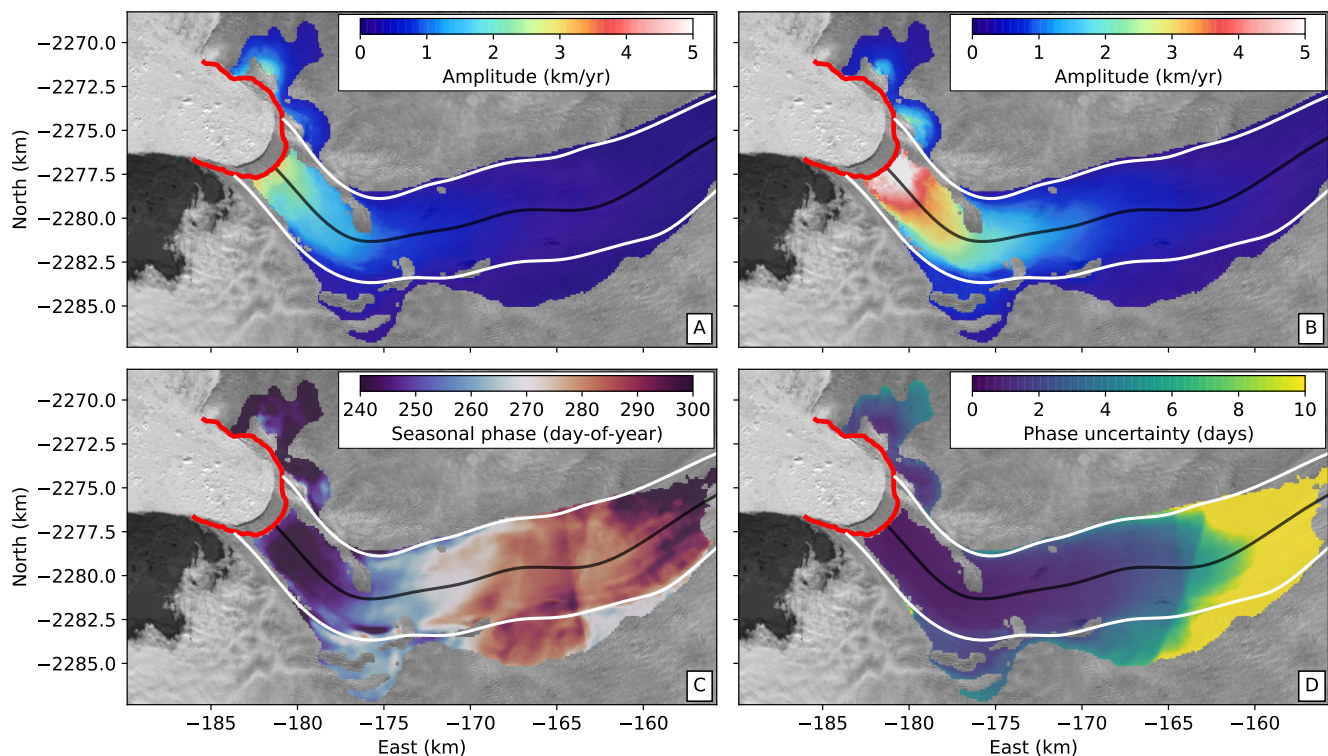 −2270.0
−2272.5
−2275.0
−2277.5
−2280.0
−2282.5
−2285.0
North (km)
0 1 2 3 4 5
Amplitude (km/yr)
A
0 1 2 3 4 5
Amplitude (km/yr)
B
−2270.0
−2272.5
−2275.0
−2277.5
−2280.0
−2282.5
−2285.0
North (km)
240 250 260 270 280 290 300
Seasonal phase (day-of-year)
C
0 2 4 6 8 10
Phase uncertainty (days)
D
−185 −180 −175 −170 −165 −160
East (km)
−185 −180 −175 −170 −165 −160
East (km)